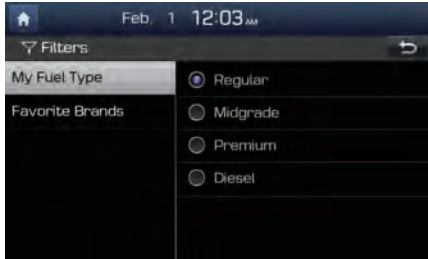 Feb. 1 12:03 AM
Filters
My Fuel Type
Favorite Brands
Regular
Midgrade
Premium
Diesel